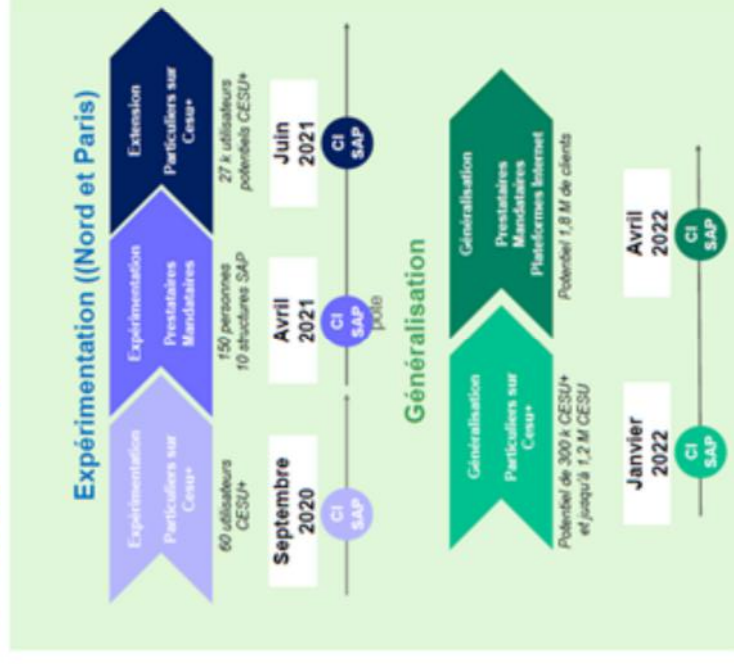 Expérimentation ((Nord et Paris)
Expérimentation
Particuliers sur
Cesu+
60 utilisateurs
CESU+
Septembre
2020
CI
SAP
Expérimentation
Prestataires
Mandataires
150 personnes
10 structures SAP
Avril
2021
CI
SAP
pote
Extension
Particuliers sur
Cesu+
27 k utilisateurs
potentiels CESU+
Juin
2021
CI
SAP
Généralisation
Généralisation
Particuliers sur
Cesu+
Potentiel de 300 k CESU+
et jusqu'à 1,2 M CESU
Janvier
2022
CI
SAP
Généralisation
Prestataires
Mandataires
Plateformes Internet
Potentiel 1,8 M de clients
Avril
2022
CI
SAP